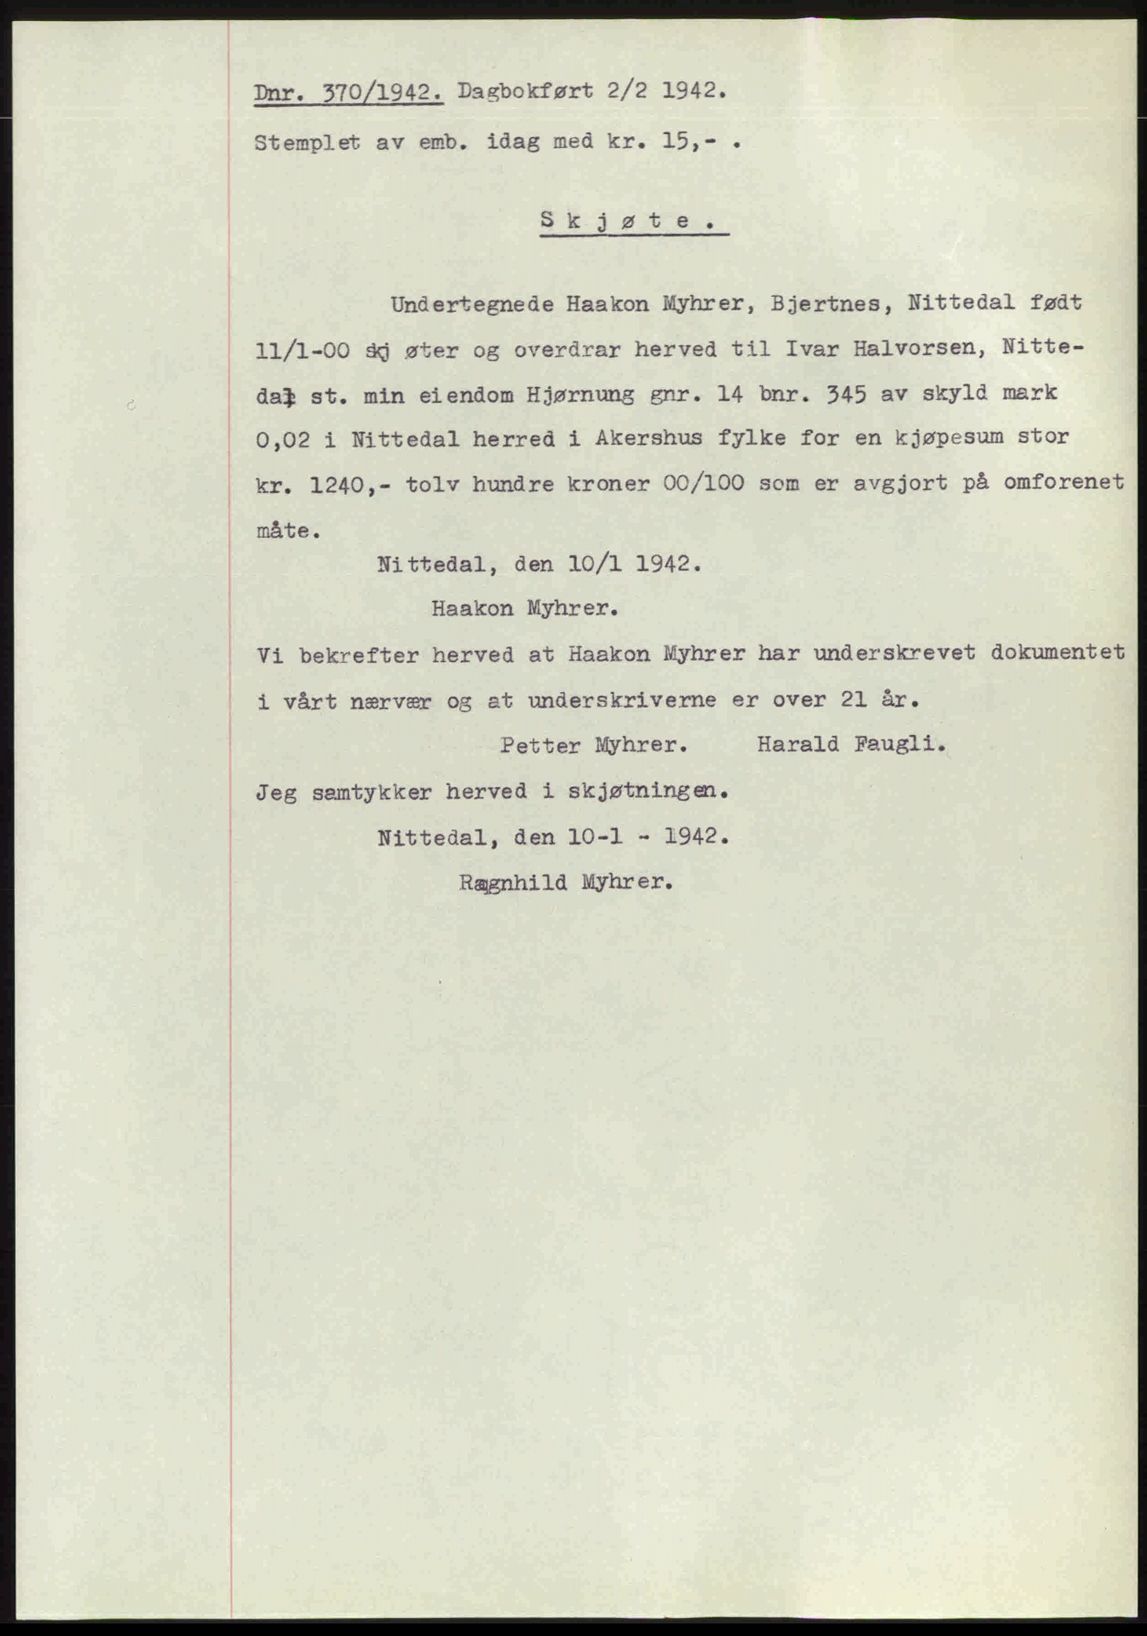 Dnr. 370/1942. Dagbokført 2/2 1942.
Stemplet av emb. idag med kr. 15,- .
Skjøte.
Undertegnede Haakon Myhrer, Bjertnes, Nittedal født
11/1-00 skj øter og overdrar herved til Ivar Halvorsen, Nitte-
dal st. min eiendom Hjørnung gnr. 14 bnr. 345 av skyld mark
0,02 i Nittedal herred i Akershus fylke for en kjøpesum stor
kr. 1240,- tolv hundre kroner 00/100 som er avgjort på omforenet
måte.
Nittedal, den 10/1 1942.
Haakon Myhrer.
Vi bekrefter herved at Haakon Myhrer har underskrevet dokumentet
i vårt nærvær og at underskriverne er over 21 år.
Petter Myhrer. Harald Faugli.
Jeg samtykker herved i skjøtningen.
Nittedal, den 10-1 - 1942.
Ragnhild Myhrer.